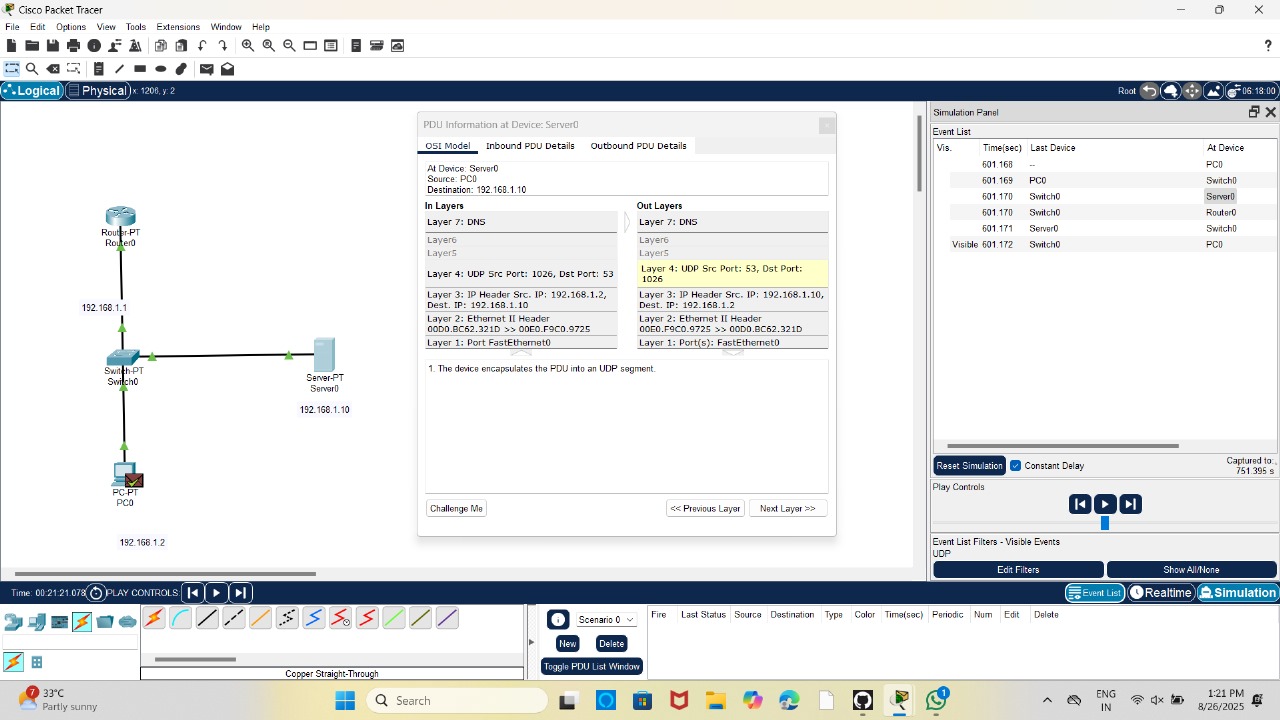 Cisco Packet Tracer
File Edit Options View Tools Extensions Window Help
?
Logical Physical x: 1206, y: 2 Root 06:18:00
Router-PT
Router0
192.168.1.1
Switch-PT
Switch0
Server-PT
Server0
192.168.1.10
PC-PT
PC0
192.168.1.2
PDU Information at Device: Server0
OSI Model Inbound PDU Details Outbound PDU Details
At Device: Server0
Source: PC0
Destination: 192.168.1.10
In Layers
Layer 7: DNS
Layer6
Layer5
Layer 4: UDP Src Port: 1026, Dst Port: 53
Layer 3: IP Header Src. IP: 192.168.1.2,
Dest. IP: 192.168.1.10
Layer 2: Ethernet II Header
00D0.BC62.321D >> 00E0.F9C0.9725
Layer 1: Port FastEthernet0
Out Layers
Layer 7: DNS
Layer6
Layer5
Layer 4: UDP Src Port: 53, Dst Port:
1026
Layer 3: IP Header Src. IP: 192.168.1.10,
Dest. IP: 192.168.1.2
Layer 2: Ethernet II Header
00E0.F9C0.9725 >> 00D0.BC62.321D
Layer 1: Port(s): FastEthernet0
1. The device encapsulates the PDU into an UDP segment.
Challenge Me << Previous Layer Next Layer >>
Simulation Panel
Event List
Vis. Time(sec) Last Device At Device
601.168 -- PC0
601.169 PC0 Switch0
601.170 Switch0 Server0
601.170 Switch0 Router0
601.171 Server0 Switch0
Visible 601.172 Switch0 PC0
Reset Simulation Constant Delay Captured to:
751.395 s
Play Controls
Event List Filters - Visible Events
UDP
Edit Filters Show All/None
Time: 00:21:21.078 PLAY CONTROLS: Event List Realtime Simulation
Copper Straight-Through
Scenario 0
New Delete
Toggle PDU List Window
Fire Last Status Source Destination Type Color Time(sec) Periodic Num Edit Delete
7
33°C
Partly sunny
Search
1
ENG
IN
1:21 PM
8/26/2025